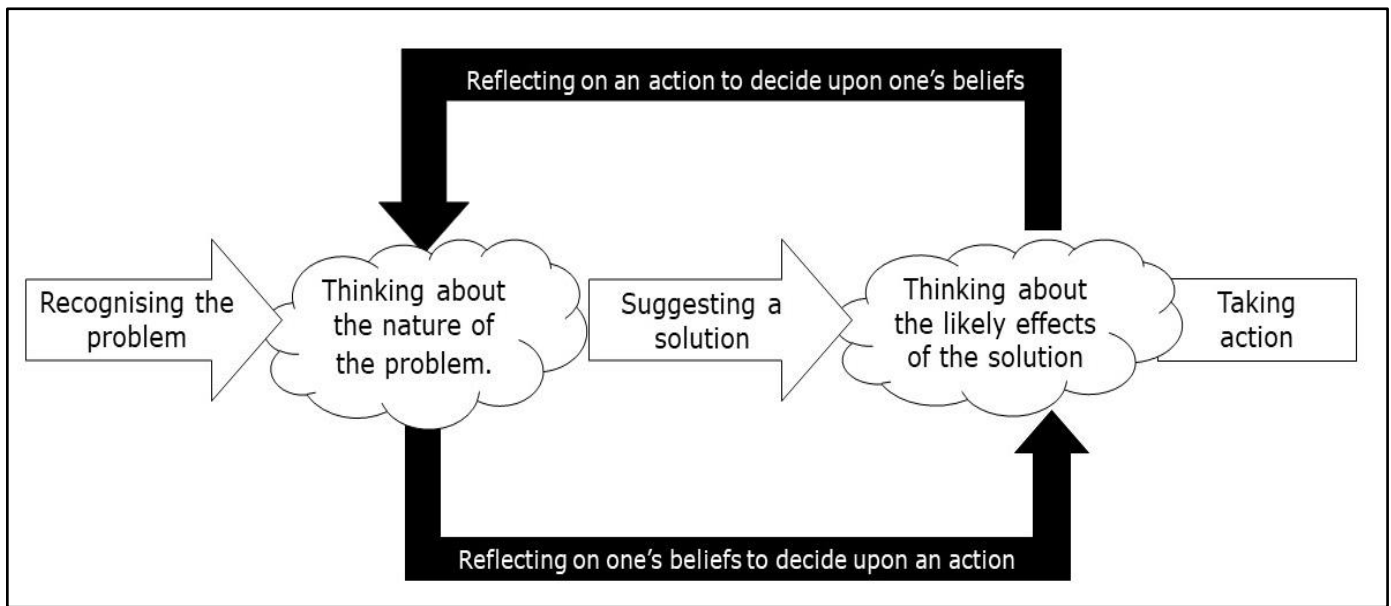 Reflecting on an action to decide upon one’s beliefs
Recognising the
problem
Thinking about
the nature of
the problem.
Suggesting a
solution
Thinking about
the likely effects
of the solution
Taking
action
Reflecting on one’s beliefs to decide upon an action